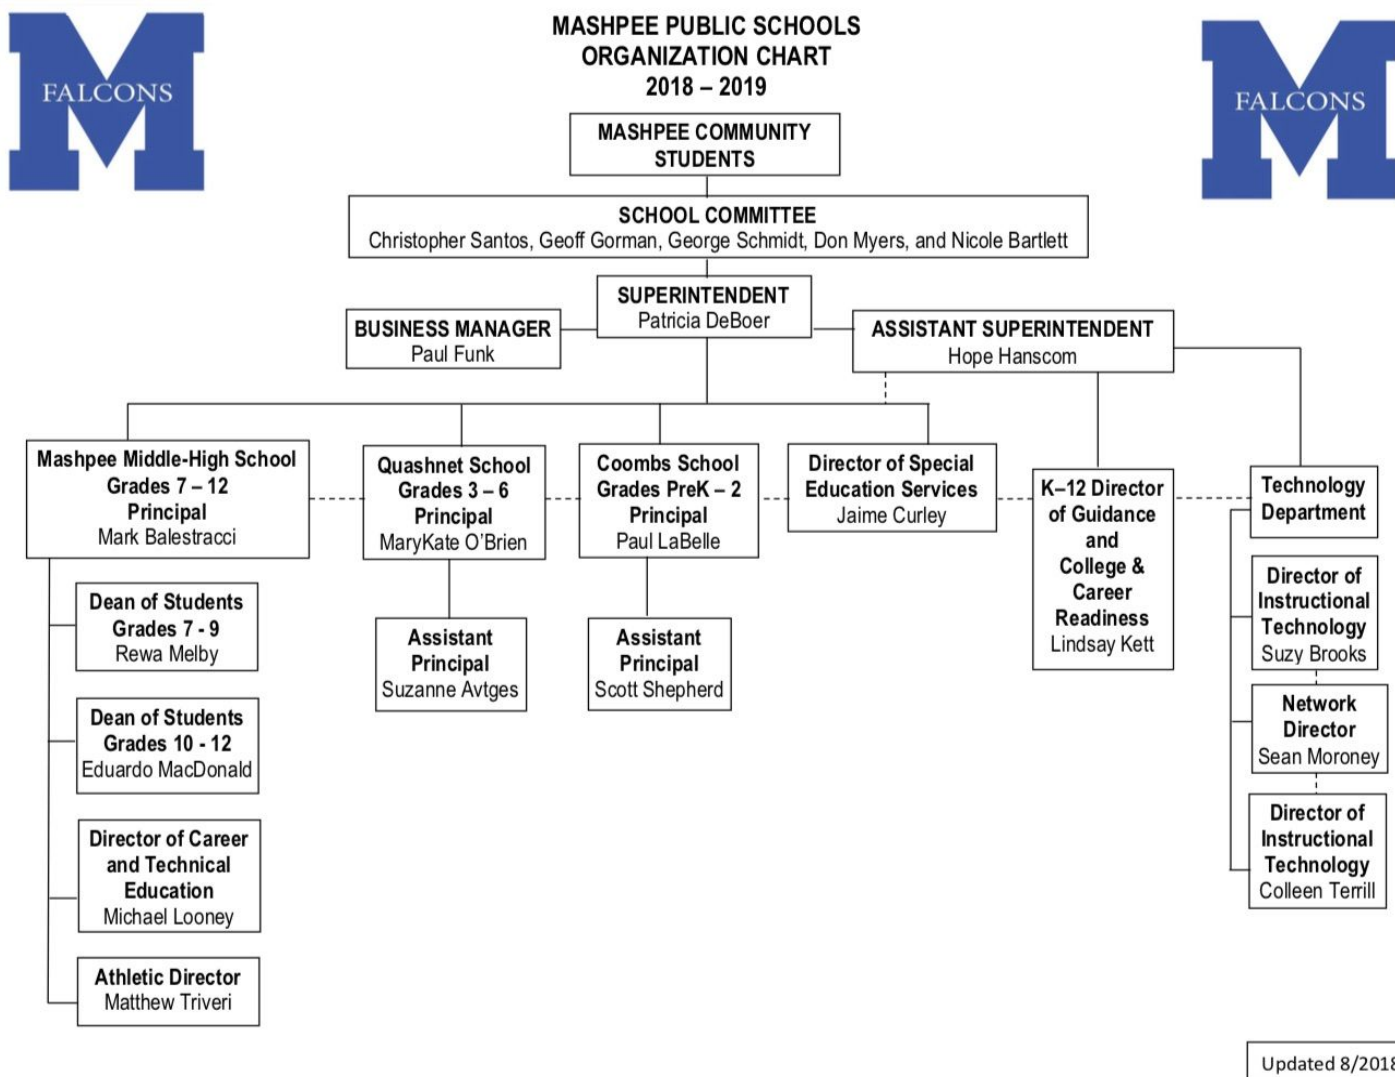 FALCONS
MASHPEE PUBLIC SCHOOLS
ORGANIZATION CHART
2018 – 2019
FALCONS
MASHPEE COMMUNITY
STUDENTS
SCHOOL COMMITTEE
Christopher Santos, Geoff Gorman, George Schmidt, Don Myers, and Nicole Bartlett
SUPERINTENDENT
Patricia DeBoer
BUSINESS MANAGER
Paul Funk
ASSISTANT SUPERINTENDENT
Hope Hanscom
Mashpee Middle-High School
Grades 7 – 12
Principal
Mark Balestracci
Quashnet School
Grades 3 – 6
Principal
MaryKate O’Brien
Coombs School
Grades PreK – 2
Principal
Paul LaBelle
Director of Special
Education Services
Jaime Curley
K–12 Director
of Guidance
and
College &
Career
Readiness
Lindsay Kett
Technology
Department
Dean of Students
Grades 7 - 9
Rewa Melby
Dean of Students
Grades 10 - 12
Eduardo MacDonald
Director of Career
and Technical
Education
Michael Looney
Athletic Director
Matthew Triveri
Assistant
Principal
Suzanne Avtges
Assistant
Principal
Scott Shepherd
Director of
Instructional
Technology
Suzy Brooks
Network
Director
Sean Moroney
Director of
Instructional
Technology
Colleen Terrill
Updated 8/2018